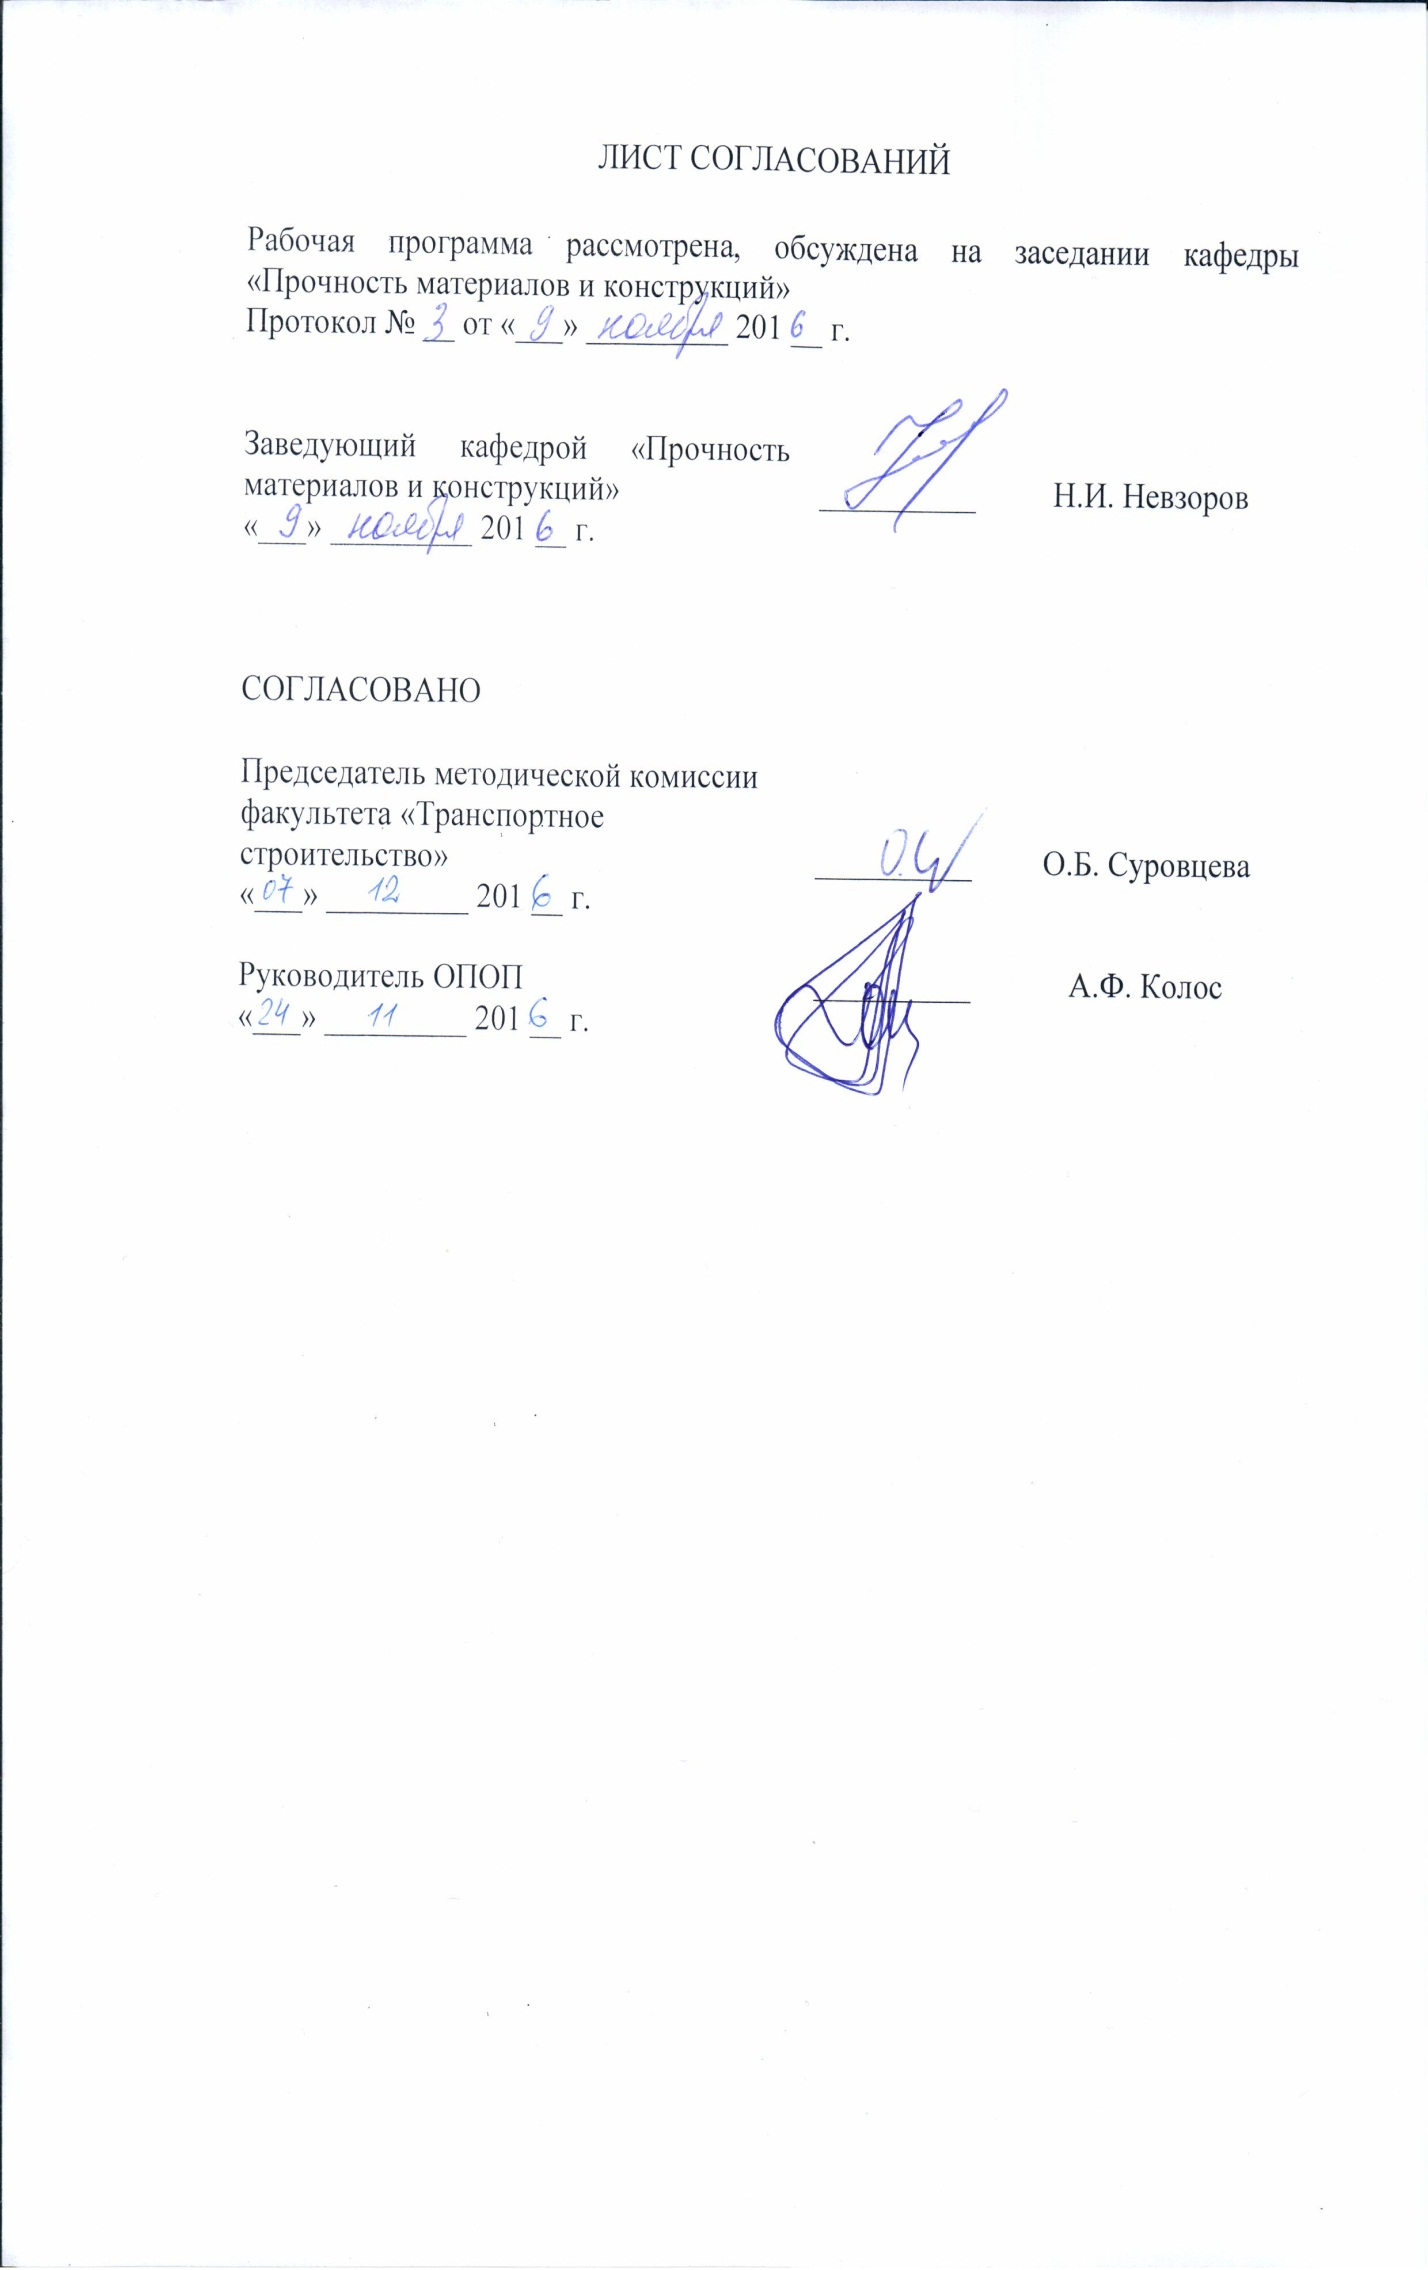 ЛИСТ СОГЛАСОВАНИЙ
Рабочая программа рассмотрена, обсуждена на заседании кафедры
«Прочность материалов и конструкций»
Протокол № 3 от «9» ноября 2016 г.
Заведующий кафедрой «Прочность
материалов и конструкций» Н.И. Невзоров
«9» ноября 2016 г.
СОГЛАСОВАНО
Председатель методической комиссии
факультета «Транспортное
строительство» О.Б. Суровцева
«07» 12 2016 г.
Руководитель ОПОП А.Ф. Колос
«24» 11 2016 г.